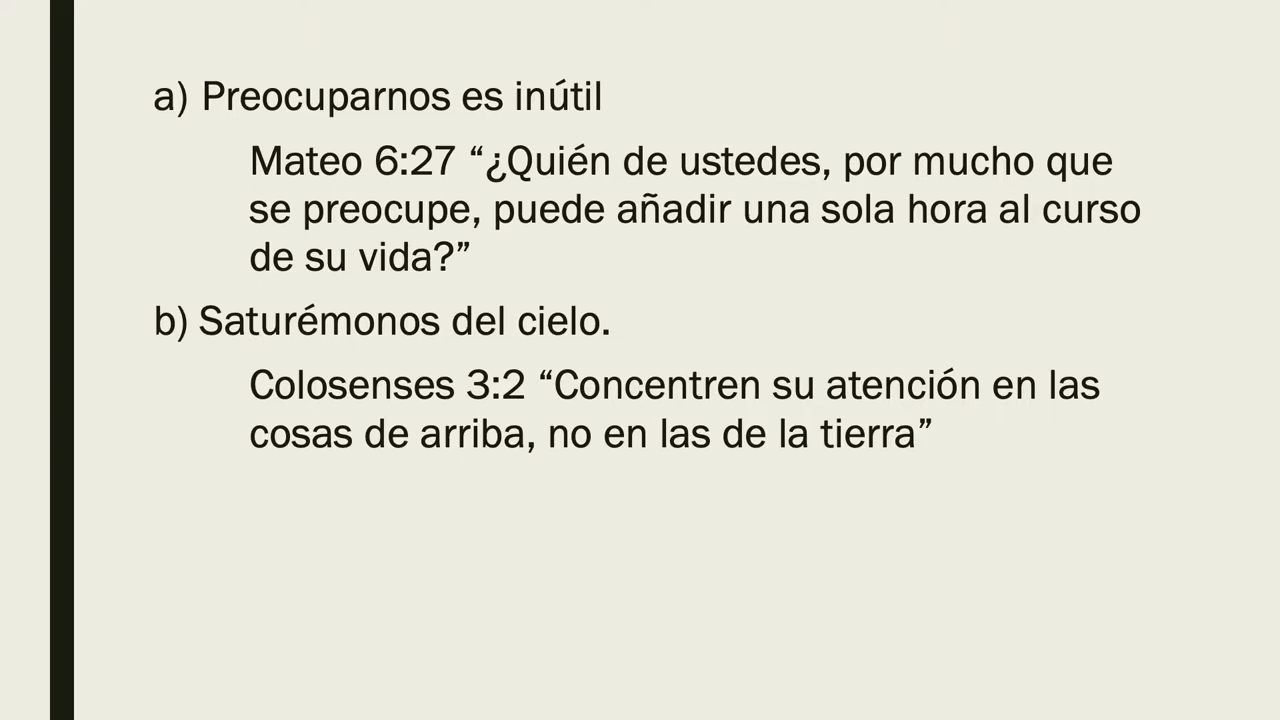 a) Preocuparnos es inútil
Mateo 6:27 “¿Quién de ustedes, por mucho que
se preocupe, puede añadir una sola hora al curso
de su vida?”
b) Saturémonos del cielo.
Colosenses 3:2 “Concentren su atención en las
cosas de arriba, no en las de la tierra”